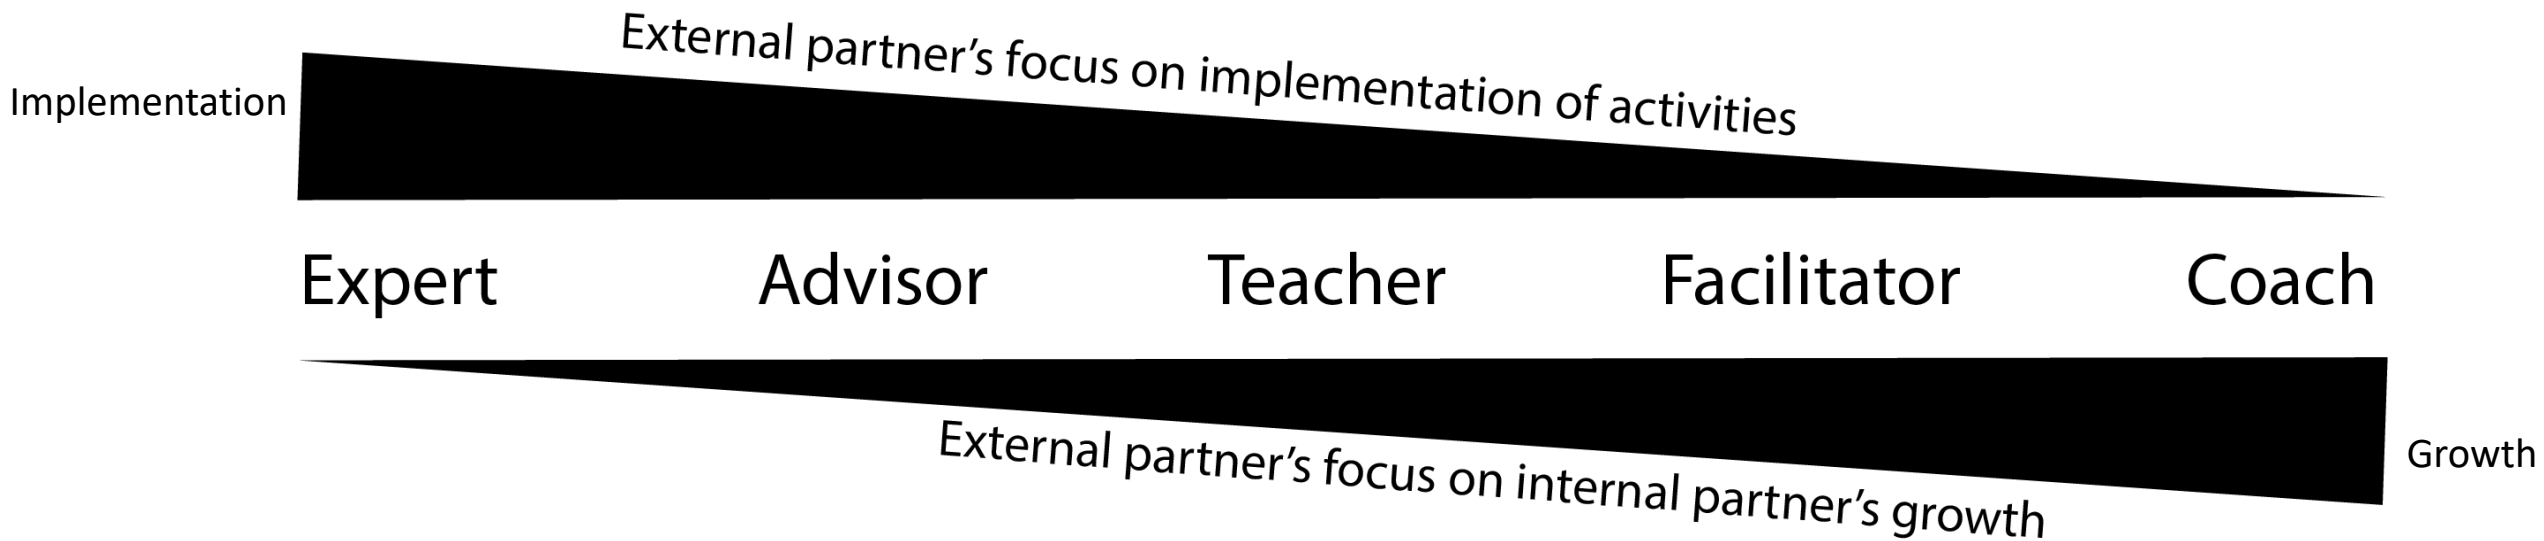 External partner’s focus on implementation of activities
Implementation
Expert Advisor Teacher Facilitator Coach
External partner’s focus on internal partner’s growth
Growth